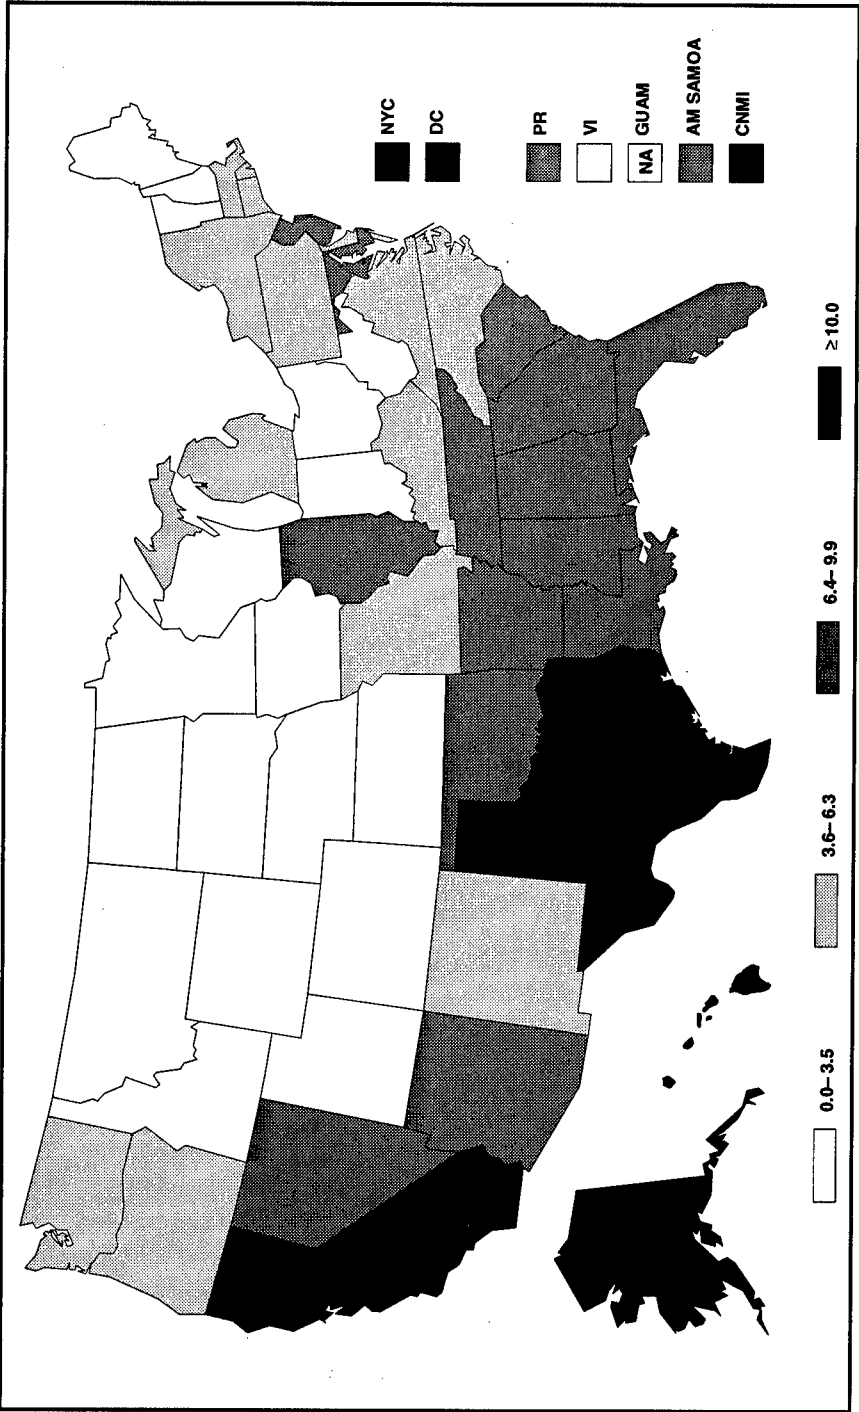 NYC
DC
PR
VI
NA GUAM
AM SAMOA
CNMI
0.0–3.5
3.6–6.3
6.4–9.9
≥10.0